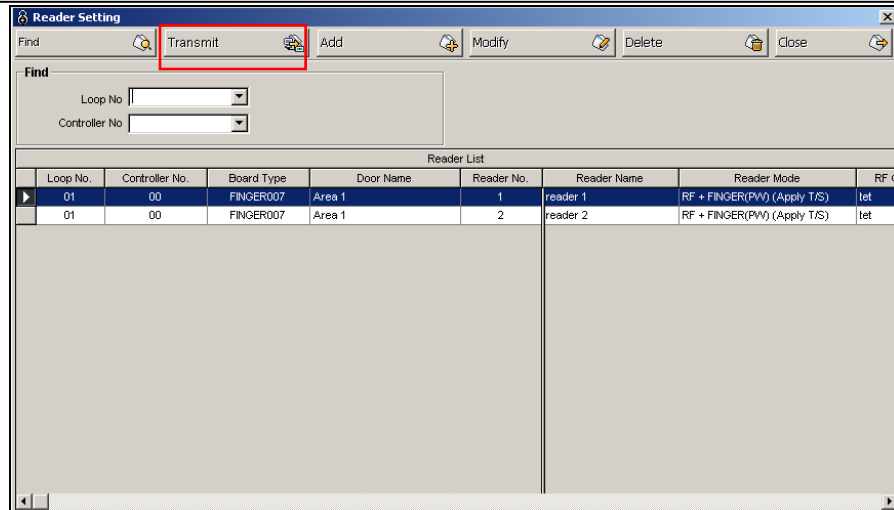 Reader Setting
Find Transmit Add Modify Delete Close
Find
Loop No
Controller No
Reader List
Loop No. Controller No. Board Type Door Name Reader No. Reader Name Reader Mode RF
01 00 FINGER007 Area 1 1 reader 1 RF + FINGER(PW) (Apply T/S) tet
01 00 FINGER007 Area 1 2 reader 2 RF + FINGER(PW) (Apply T/S) tet